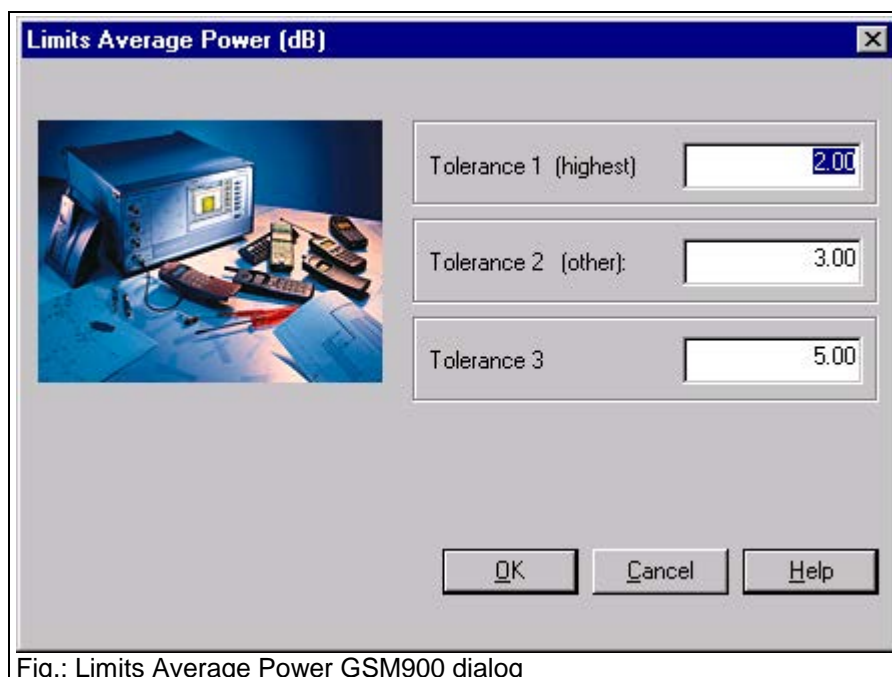 Limits Average Power (dB)
Tolerance 1 (highest) 2.00
Tolerance 2 (other): 3.00
Tolerance 3 5.00
OK Cancel Help
Fig.: Limits Average Power GSM900 dialog